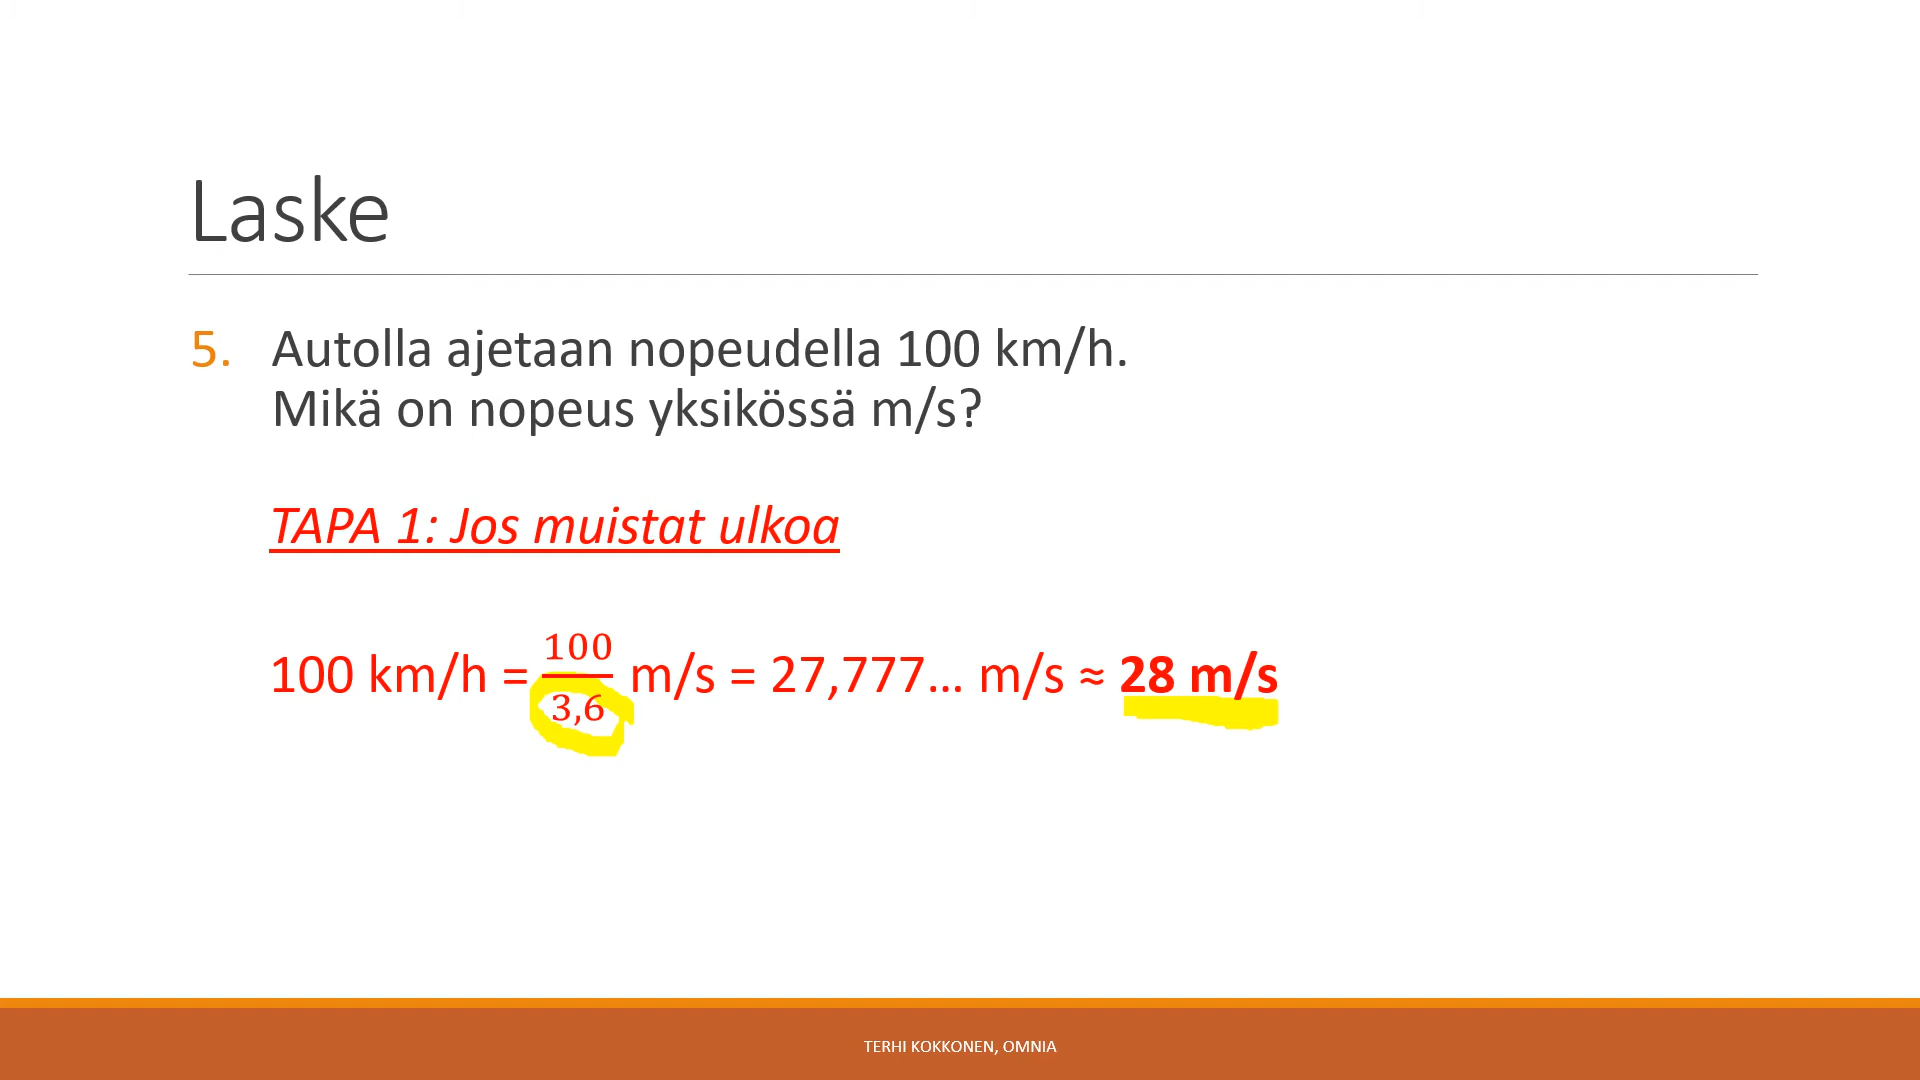 Laske
5. Autolla ajetaan nopeudella 100 km/h.
Mikä on nopeus yksikössä m/s?
TAPA 1: Jos muistat ulkoa
100 km/h = 100/3,6 m/s = 27,777… m/s ≈ 28 m/s
TERHI KOKKONEN, OMNIA